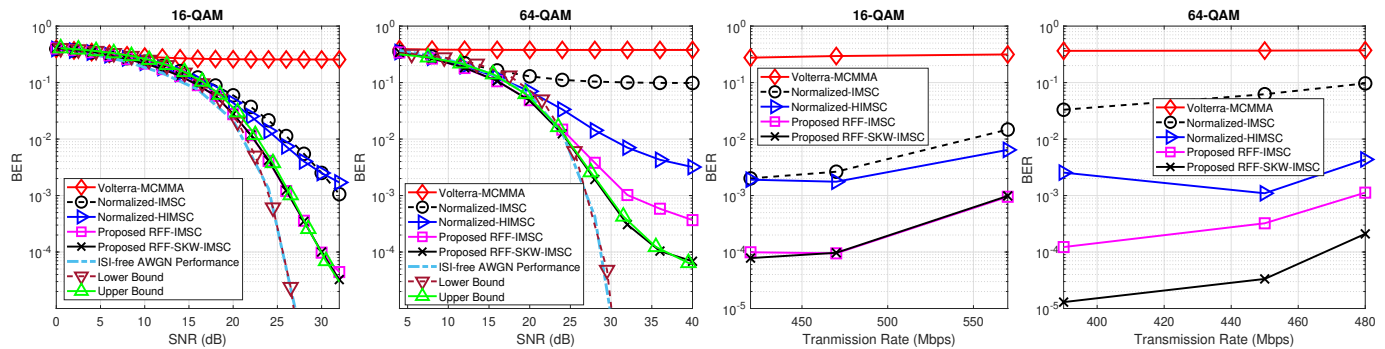 16-QAM
10^0
10^-1
10^-2
10^-3
10^-4
BER
0
5
10
15
20
25
30
SNR (dB)
Volterra-MCMMA
Normalized-IMSC
Normalized-HIMSC
Proposed RFF-IMSC
Proposed RFF-SKW-IMSC
ISI-free AWGN Performance
Lower Bound
Upper Bound
64-QAM
10^0
10^-1
10^-2
10^-3
10^-4
BER
5
10
15
20
25
30
35
40
SNR (dB)
Volterra-MCMMA
Normalized-IMSC
Normalized-HIMSC
Proposed RFF-IMSC
Proposed RFF-SKW-IMSC
ISI-free AWGN Performance
Lower Bound
Upper Bound
16-QAM
10^0
10^-1
10^-2
10^-3
10^-4
10^-5
BER
450
500
550
Tranmission Rate (Mbps)
Volterra-MCMMA
Normalized-IMSC
Normalized-HIMSC
Proposed RFF-IMSC
Proposed RFF-SKW-IMSC
64-QAM
10^0
10^-1
10^-2
10^-3
10^-4
10^-5
BER
400
420
440
460
480
Transmission Rate (Mbps)
Volterra-MCMMA
Normalized-IMSC
Normalized-HIMSC
Proposed RFF-IMSC
Proposed RFF-SKW-IMSC